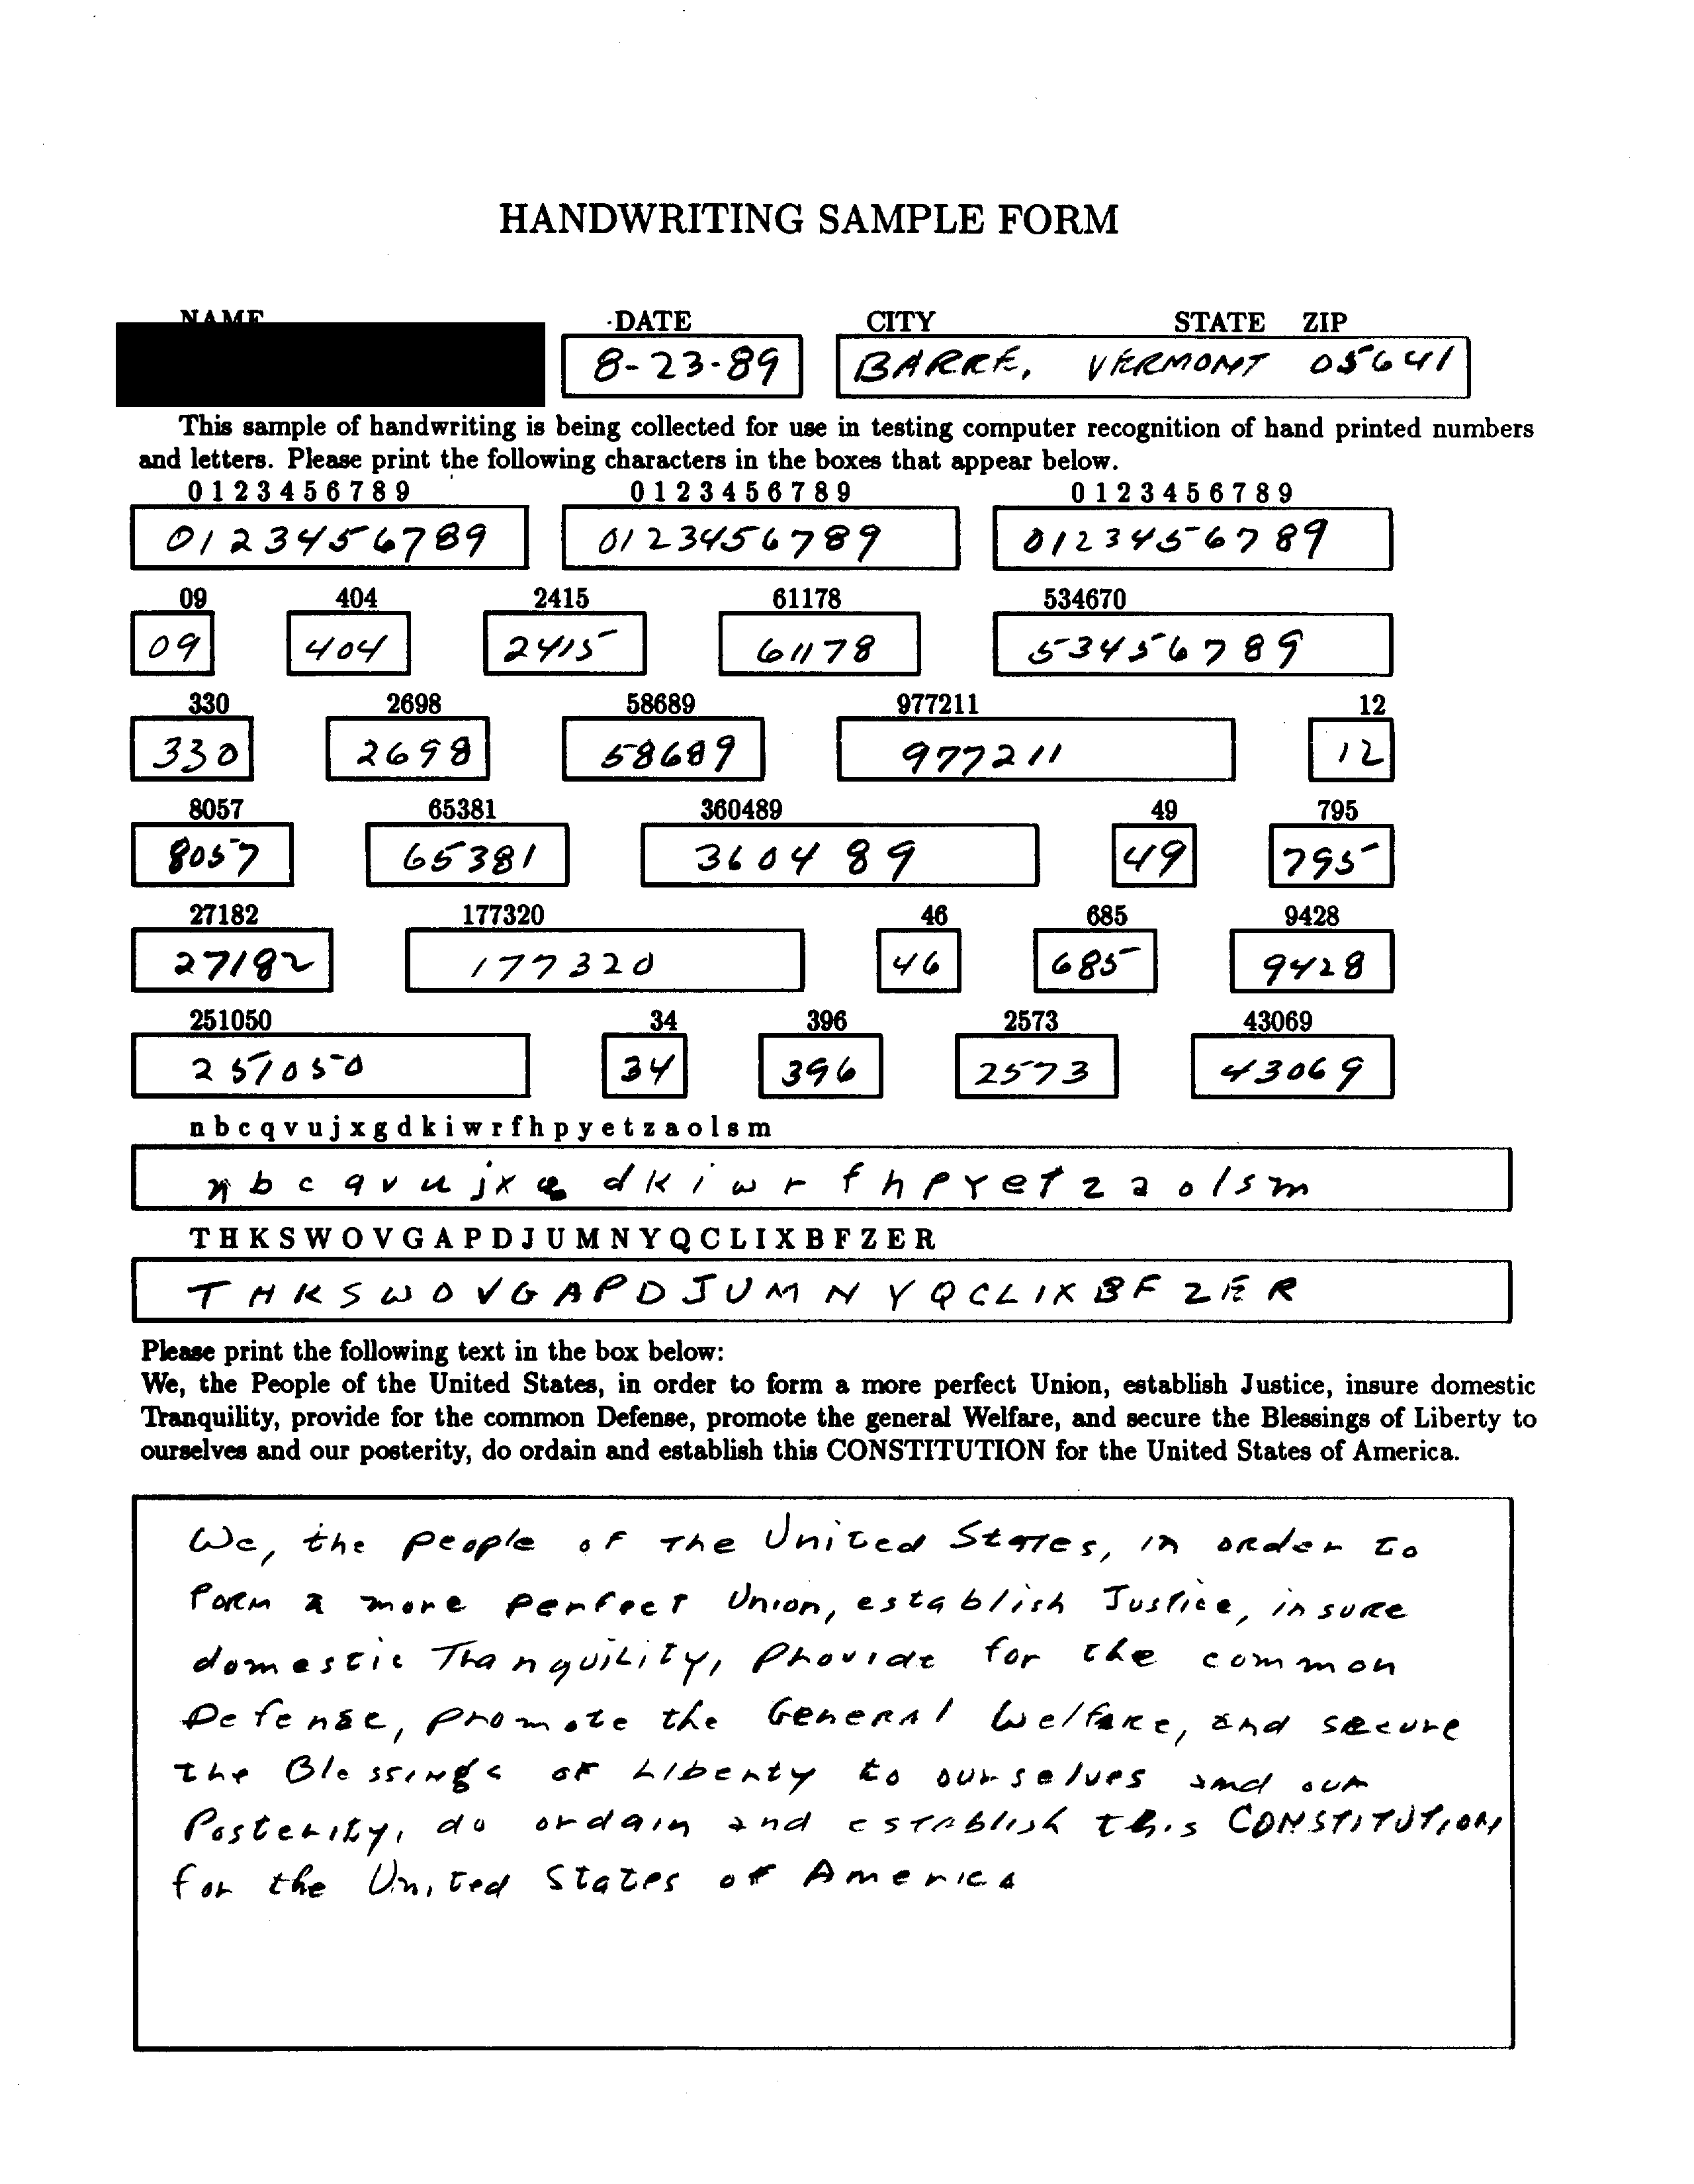 HANDWRITING SAMPLE FORM
NAME DATE CITY STATE ZIP
8-23-89 BARRE, VERMONT 05641
This sample of handwriting is being collected for use in testing computer recognition of hand printed numbers
and letters. Please print the following characters in the boxes that appear below.
0 1 2 3 4 5 6 7 8 9 0 1 2 3 4 5 6 7 8 9 0 1 2 3 4 5 6 7 8 9
0123456789 0123456789 0123456789
09 404 2415 61178 534670
09 404 2415 61178 53456789
330 2698 58689 977211 12
330 2698 58689 977211 12
8057 65381 360489 49 795
8057 65381 360489 49 795
27182 177320 46 685 9428
27182 177320 46 685 9428
251050 34 396 2573 43069
251050 34 396 2573 43069
n b c q v u j x g d k i w r f h p y e t z a o l s m
n b c q v u j x g d k i w r f h p y e t z a o l s m
T H K S W O V G A P D J U M N Y Q C L I X B F Z E R
T H K S W O V G A P D J U M N Y Q C L I X B F Z E R
Please print the following text in the box below:
We, the People of the United States, in order to form a more perfect Union, establish Justice, insure domestic
Tranquility, provide for the common Defense, promote the general Welfare, and secure the Blessings of Liberty to
ourselves and our posterity, do ordain and establish this CONSTITUTION for the United States of America.
We, the people of the United States, in order to
form a more perfect Union, establish Justice, insure
domestic Tranquility, provide for the common
Defense, promote the General Welfare, and secure
the Blessings of Liberty to ourselves and our
Posterity, do ordain and establish this CONSTITUTION
for the United States of America